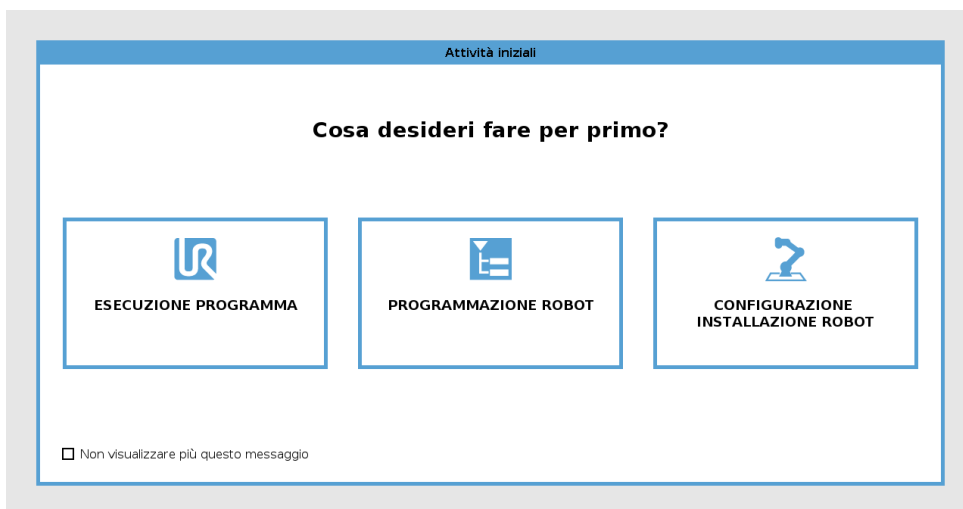 Attività iniziali
Cosa desideri fare per primo?
UR
ESECUZIONE PROGRAMMA
PROGRAMMAZIONE ROBOT
CONFIGURAZIONE
INSTALLAZIONE ROBOT
Non visualizzare più questo messaggio